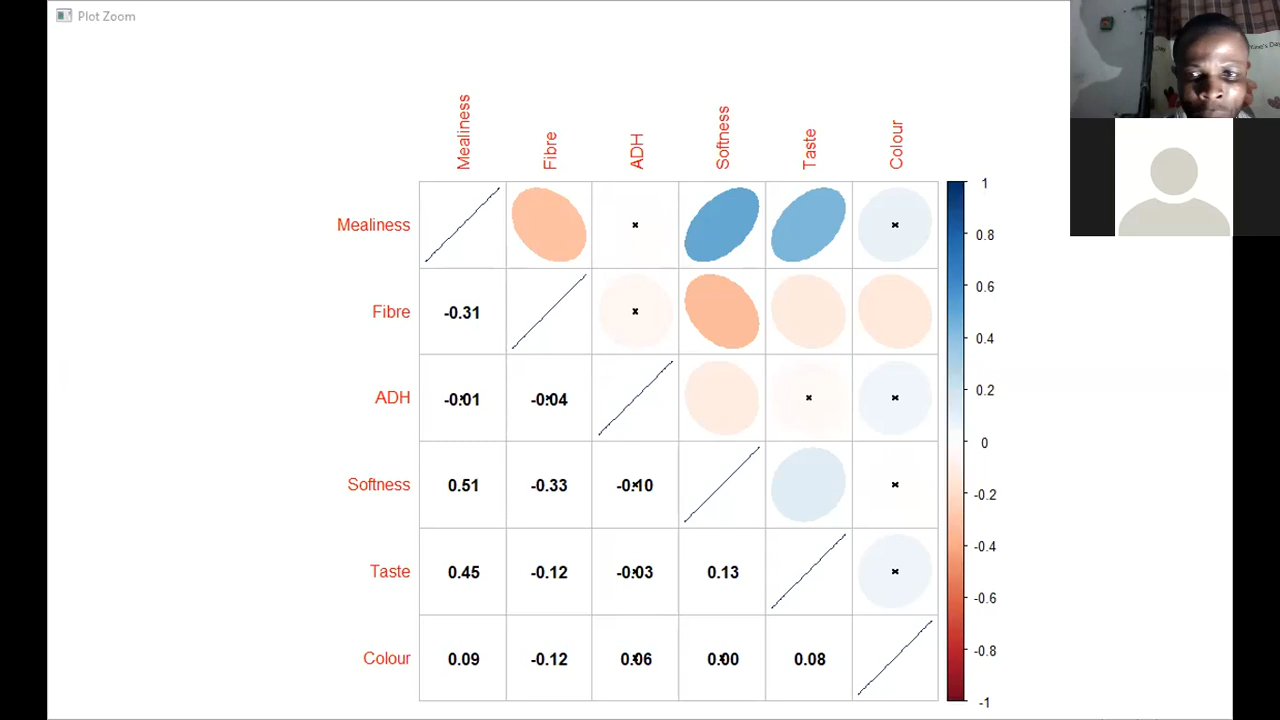 Plot Zoom
Mealiness Fibre ADH Softness Taste Colour
Mealiness
Fibre -0.31
ADH -0.01 -0.04
Softness 0.51 -0.33 -0.10
Taste 0.45 -0.12 -0.03 0.13
Colour 0.09 -0.12 0.06 0.00 0.08
1
0.8
0.6
0.4
0.2
0
-0.2
-0.4
-0.6
-0.8
-1